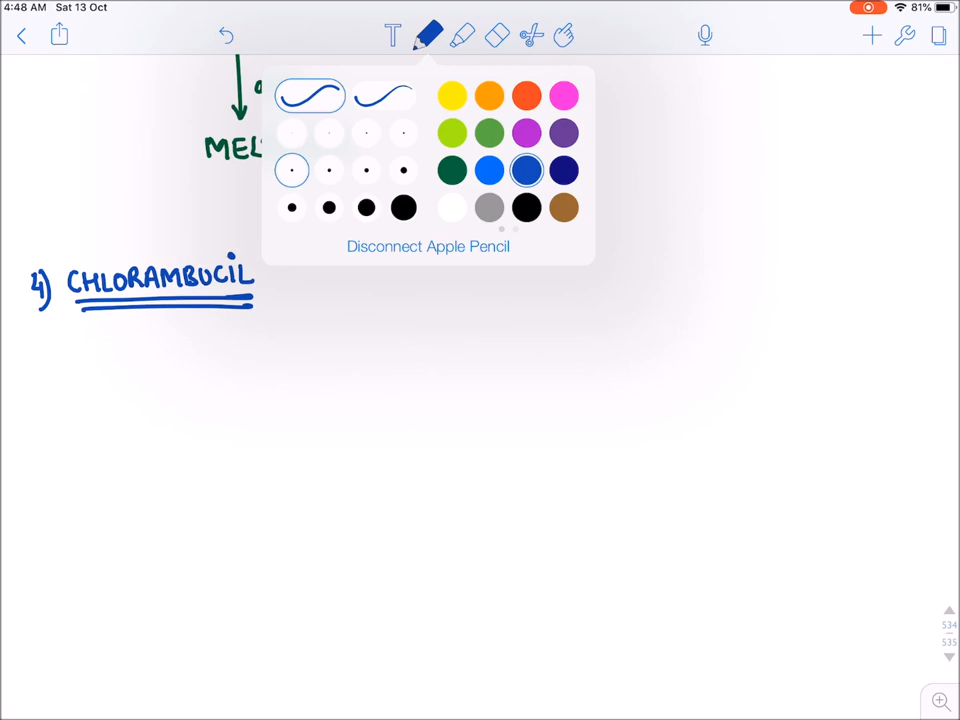 4:48 AM Sat 13 Oct 81%
T
MEL
Disconnect Apple Pencil
4) CHLORAMBUCIL
534
535